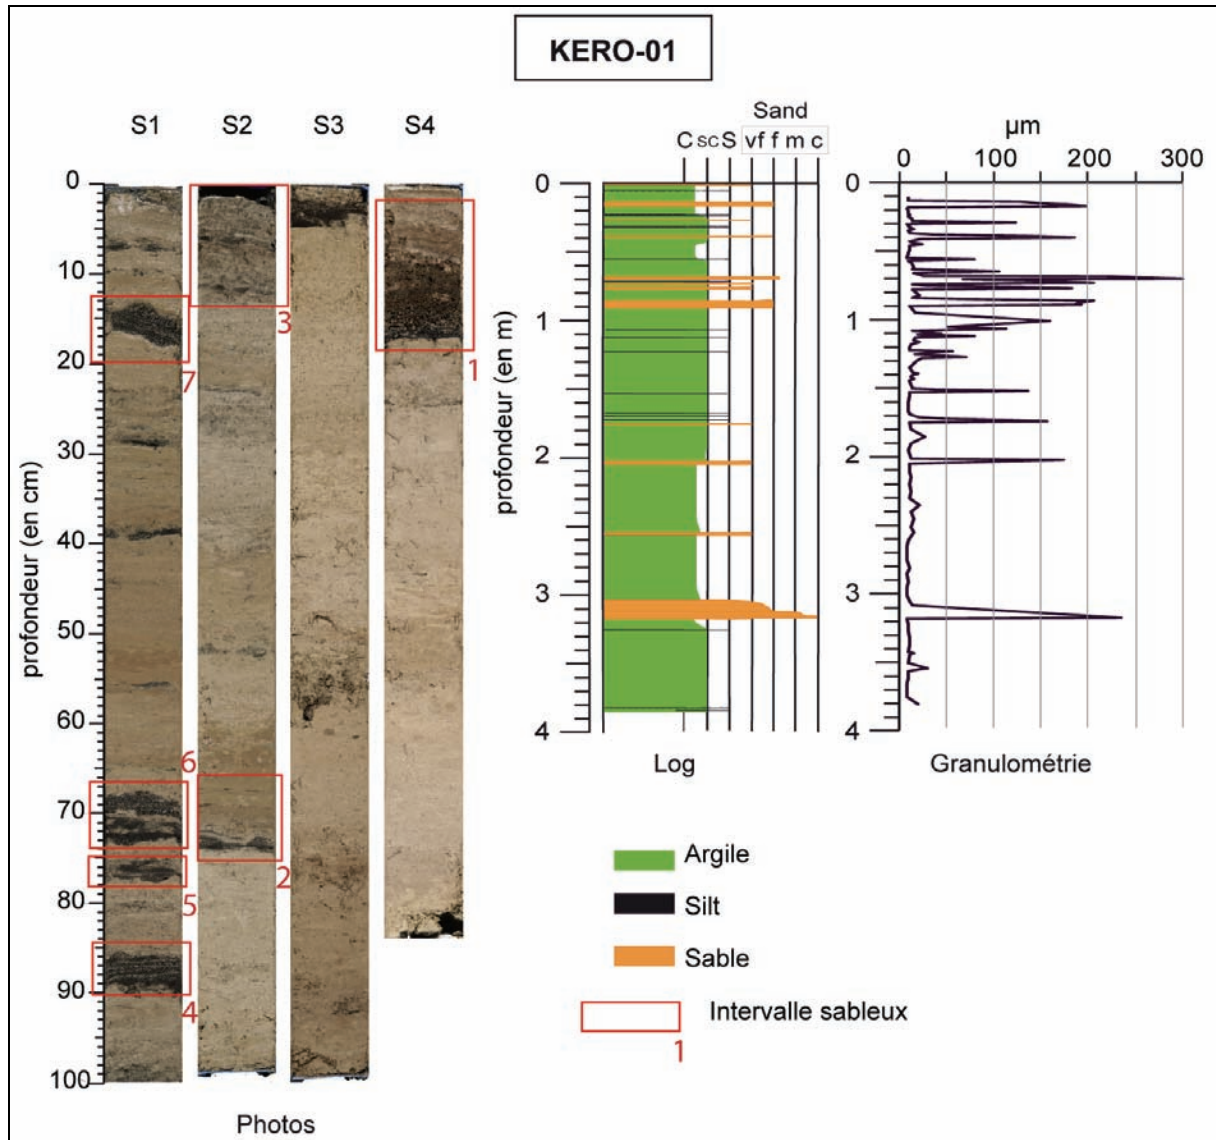 KERO-01
S1 S2 S3 S4
Sand
C sc S vf f m c
µm
0 100 200 300
profondeur (en cm)
0
10
20
30
40
50
60
70
80
90
100
7
6
5
4
3
2
1
Photos
profondeur (en m)
0
1
2
3
4
Log
0
1
2
3
4
Granulométrie
Argile
Silt
Sable
Intervalle sableux
1